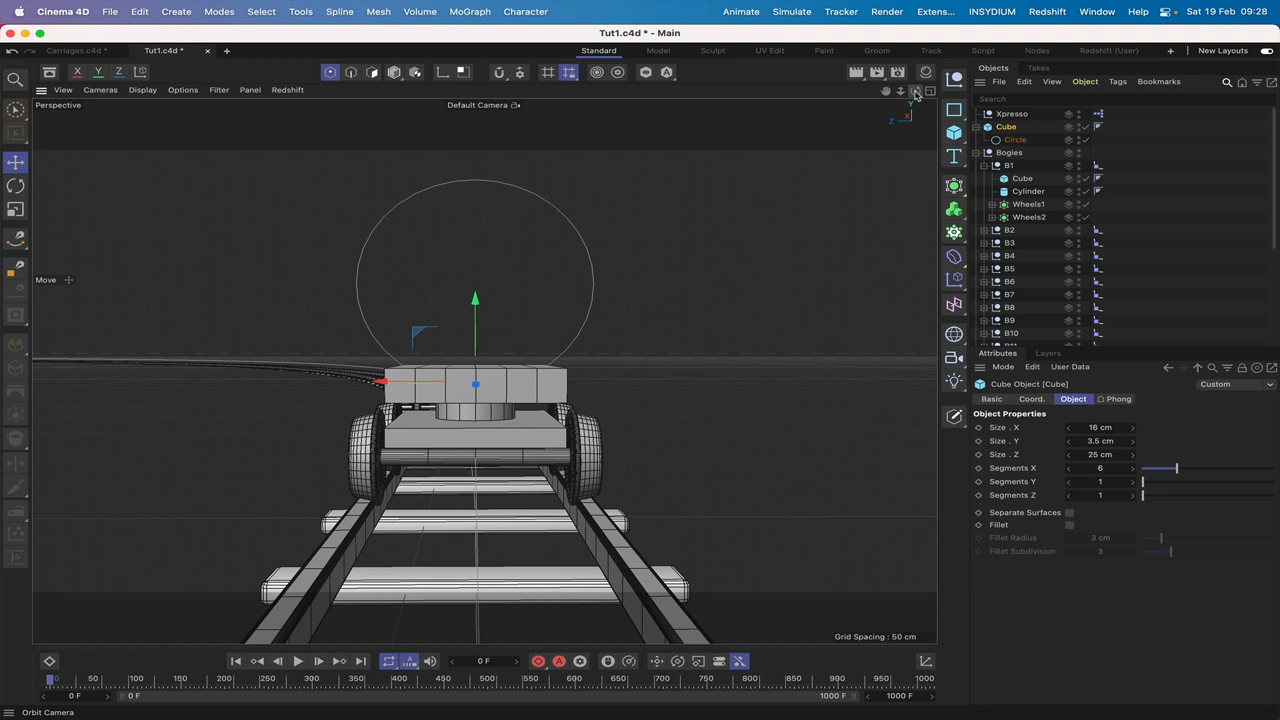 Cinema 4D File Edit Create Modes Select Tools Spline Mesh Volume MoGraph Character Animate Simulate Tracker Render Extens... INSYDIUM Redshift Window Help Sat 19 Feb 09:28
Tut1.c4d * - Main
Carriages.c4d * Tut1.c4d * Standard Model Sculpt UV Edit Paint Groom Track Script Nodes Redshift (User) New Layouts
X Y Z
View Cameras Display Options Filter Panel Redshift
Perspective
Default Camera
Y
Z X
Move
Grid Spacing : 50 cm
Objects Takes
File Edit View Object Tags Bookmarks
Search
Xpresso
Cube
Circle
Bogies
B1
Cube
Cylinder
Wheels1
Wheels2
B2
B3
B4
B5
B6
B7
B8
B9
B10
Attributes Layers
Mode Edit User Data
Cube Object [Cube]
Custom
Basic Coord. Object Phong
Object Properties
Size . X 16 cm
Size . Y 3.5 cm
Size . Z 25 cm
Segments X 6
Segments Y 1
Segments Z 1
Separate Surfaces
Fillet
Fillet Radius 3 cm
Fillet Subdivision 3
0 F
0 50 100 150 200 250 300 350 400 450 500 550 600 650 700 750 800 850 900 950 1000
0 F 0 F 1000 F 1000 F
Orbit Camera